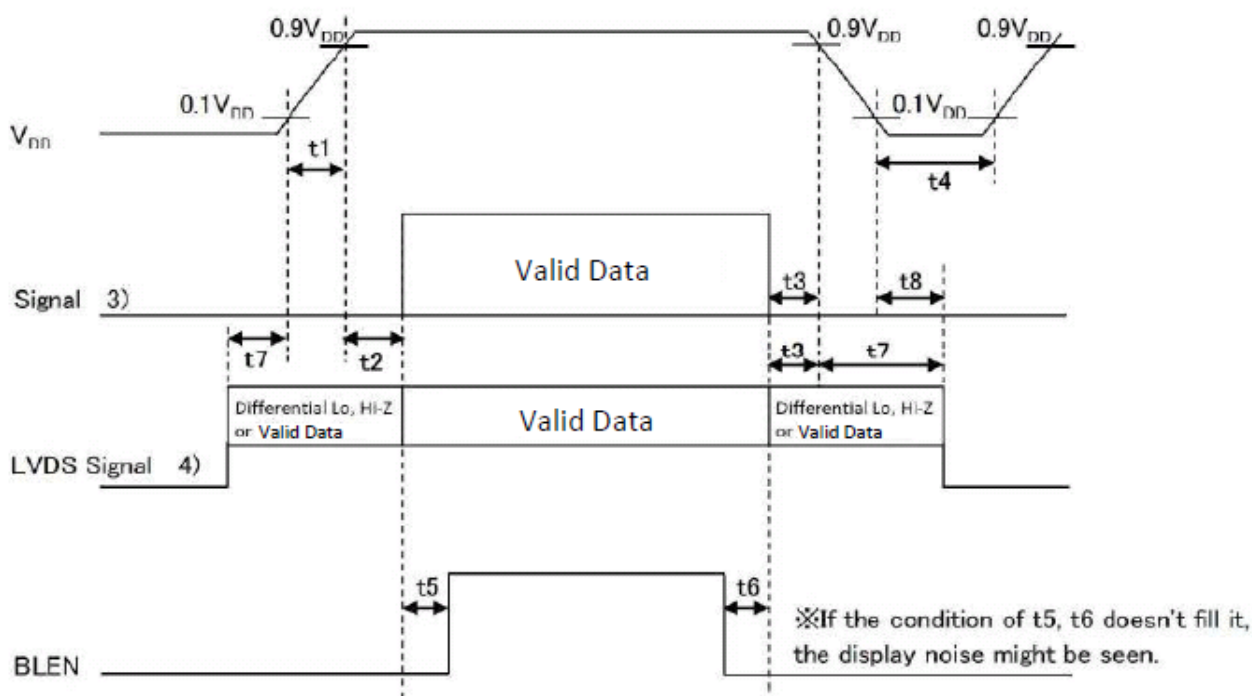 0.9VDD
0.9VDD
0.9VDD
0.1VDD
0.1VDD
VDD
t1
t4
Valid Data
t3
t8
Signal 3)
t7
t2
t3
t7
Differential Lo, Hi-Z
or Valid Data
Valid Data
Differential Lo, Hi-Z
or Valid Data
LVDS Signal 4)
t5
t6
※If the condition of t5, t6 doesn't fill it,
the display noise might be seen.
BLEN